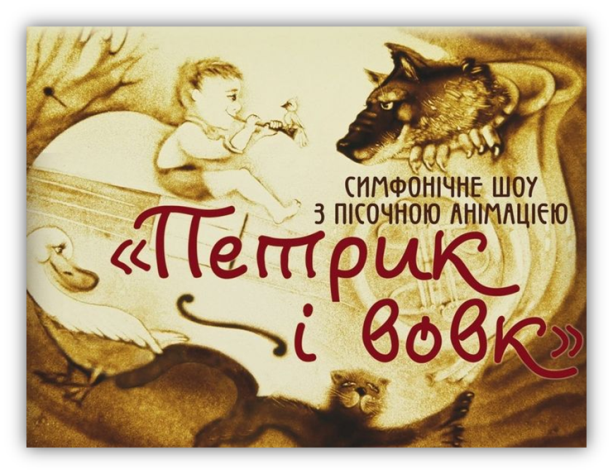 СИМФОНІЧНЕ ШОУ
З ПІСОЧНОЮ АНІМАЦІЄЮ
«Петрик
і вовк»